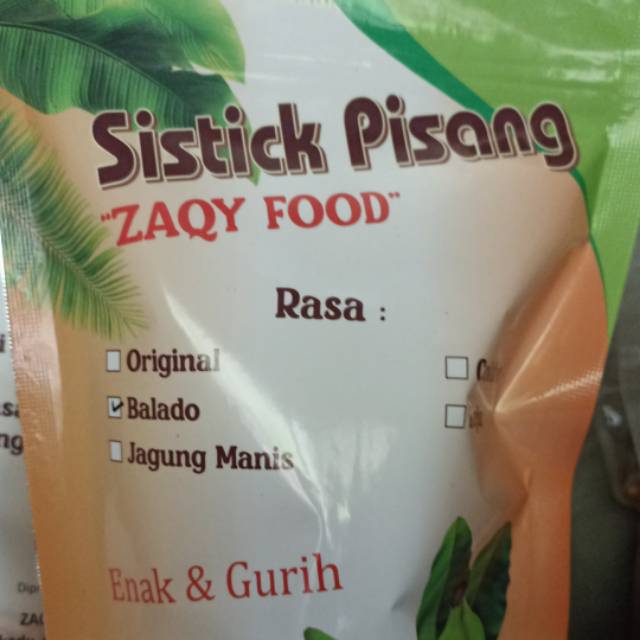 Sistick Pisang
"ZAQY FOOD"
Rasa :
Original
Balado
Jagung Manis
Enak & Gurih